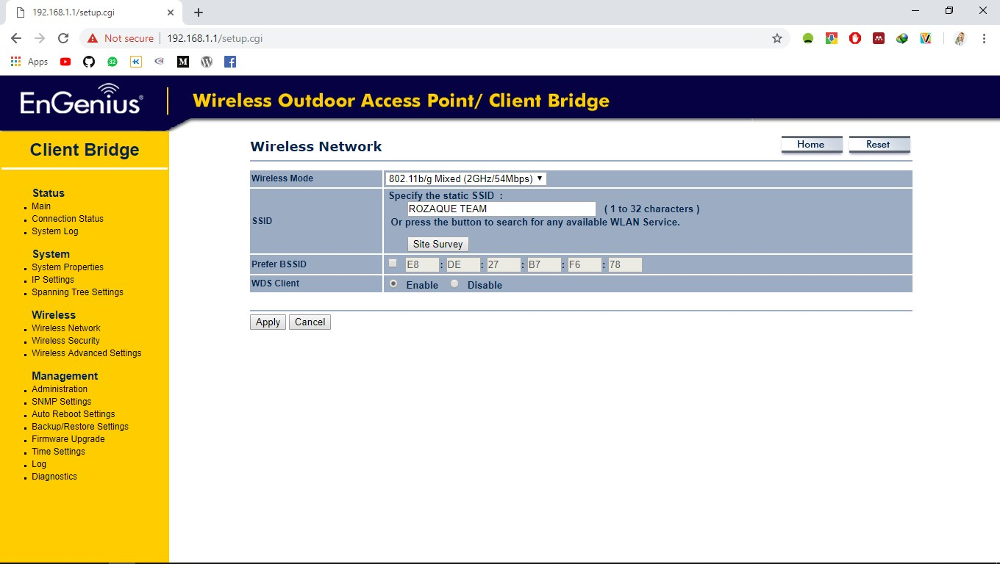 192.168.1.1/setup.cgi
Not secure 192.168.1.1/setup.cgi
Apps 32 M
EnGenius® Wireless Outdoor Access Point/ Client Bridge
Client Bridge
Status
Main
Connection Status
System Log
System
System Properties
IP Settings
Spanning Tree Settings
Wireless
Wireless Network
Wireless Security
Wireless Advanced Settings
Management
Administration
SNMP Settings
Auto Reboot Settings
Backup/Restore Settings
Firmware Upgrade
Time Settings
Log
Diagnostics
Wireless Network
Home Reset
Wireless Mode 802.11b/g Mixed (2GHz/54Mbps)
SSID
Specify the static SSID :
ROZAQUE TEAM ( 1 to 32 characters )
Or press the button to search for any available WLAN Service.
Site Survey
Prefer BSSID E8 : DE : 27 : B7 : F6 : 78
WDS Client Enable Disable
Apply Cancel